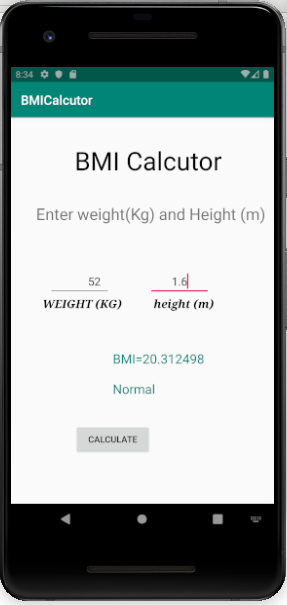 8:34
BMICalcutor
BMI Calcutor
Enter weight(Kg) and Height (m)
52 1.6
WEIGHT (KG) height (m)
BMI=20.312498
Normal
CALCULATE